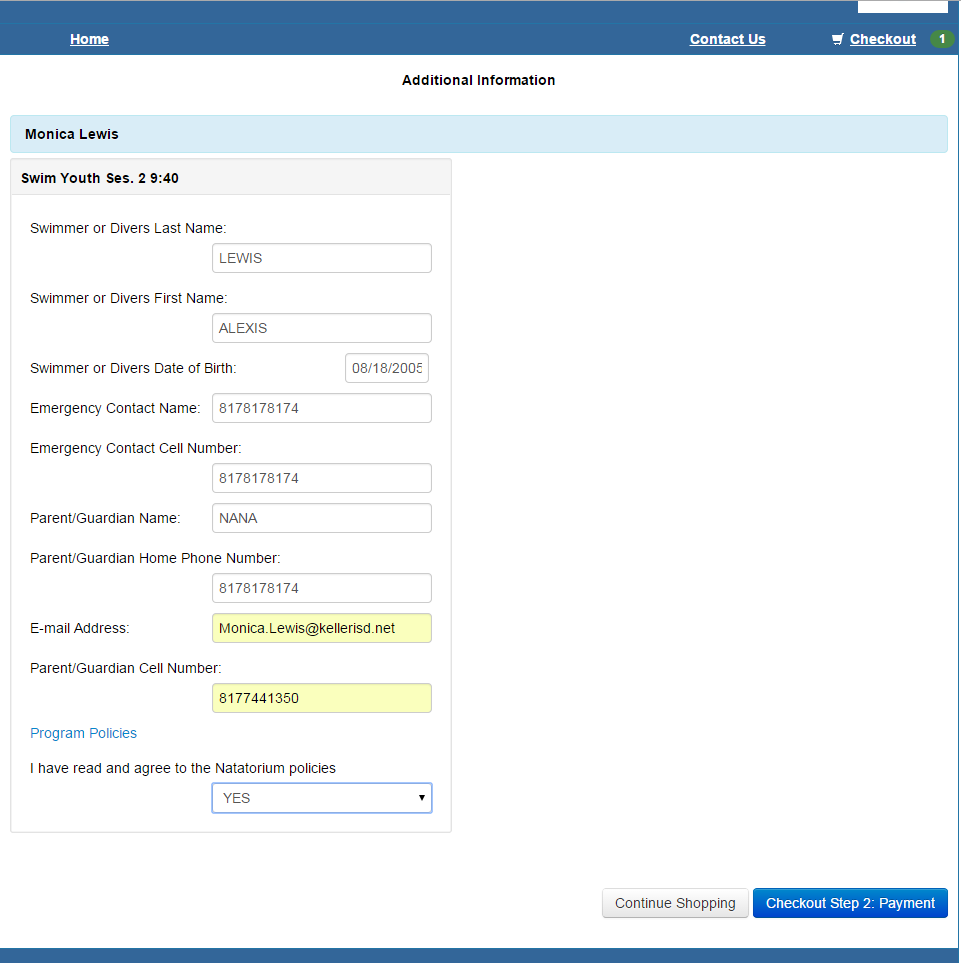 Home Contact Us Checkout 1
Additional Information
Monica Lewis
Swim Youth Ses. 2 9:40
Swimmer or Divers Last Name:
LEWIS
Swimmer or Divers First Name:
ALEXIS
Swimmer or Divers Date of Birth: 08/18/2005
Emergency Contact Name: 8178178174
Emergency Contact Cell Number:
8178178174
Parent/Guardian Name: NANA
Parent/Guardian Home Phone Number:
8178178174
E-mail Address: Monica.Lewis@kellerisd.net
Parent/Guardian Cell Number:
8177441350
Program Policies
I have read and agree to the Natatorium policies
YES
Continue Shopping Checkout Step 2: Payment